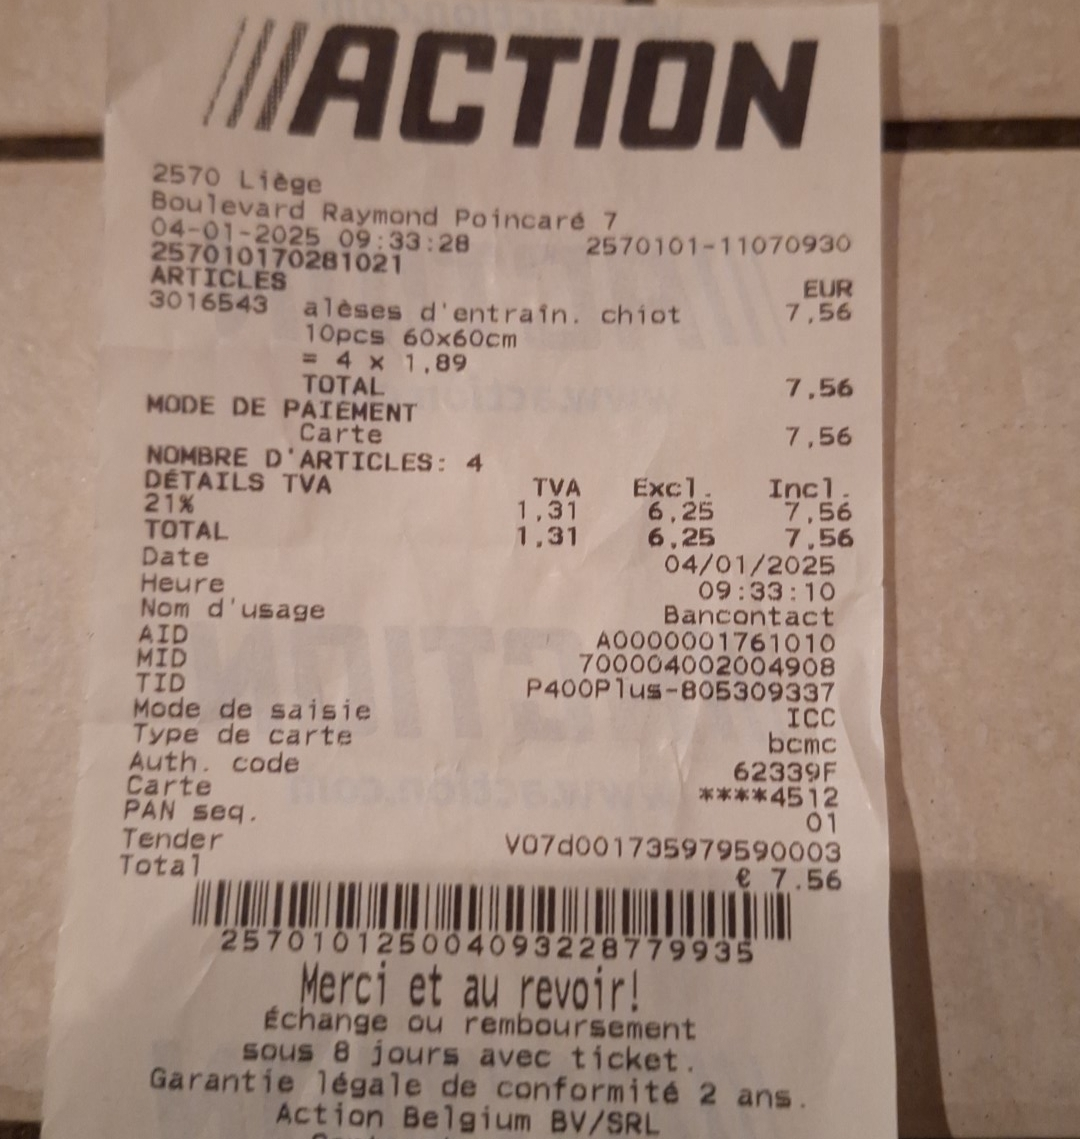 ///ACTION
2570 Liège
Boulevard Raymond Poincaré 7
04-01-2025 09:33:28 2570101-11070930
257010170281021
ARTICLES EUR
3016543 alèses d'entraîn. chiot 7,56
10pcs 60x60cm
= 4 x 1,89
TOTAL 7,56
MODE DE PAIEMENT
Carte 7,56
NOMBRE D'ARTICLES: 4
DÉTAILS TVA TVA Excl. Incl.
21% 1,31 6,25 7,56
TOTAL 1,31 6,25 7,56
Date 04/01/2025
Heure 09:33:10
Nom d'usage Bancontact
AID A0000001761010
MID 700004002004908
TID P400Plus-805309337
Mode de saisie ICC
Type de carte bcmc
Auth. code 62339F
Carte ****4512
PAN seq. 01
Tender V07d001735979590003
Total € 7.56
257010125004093228779935
Merci et au revoir!
Échange ou remboursement
sous 8 jours avec ticket.
Garantie légale de conformité 2 ans.
Action Belgium BV/SRL